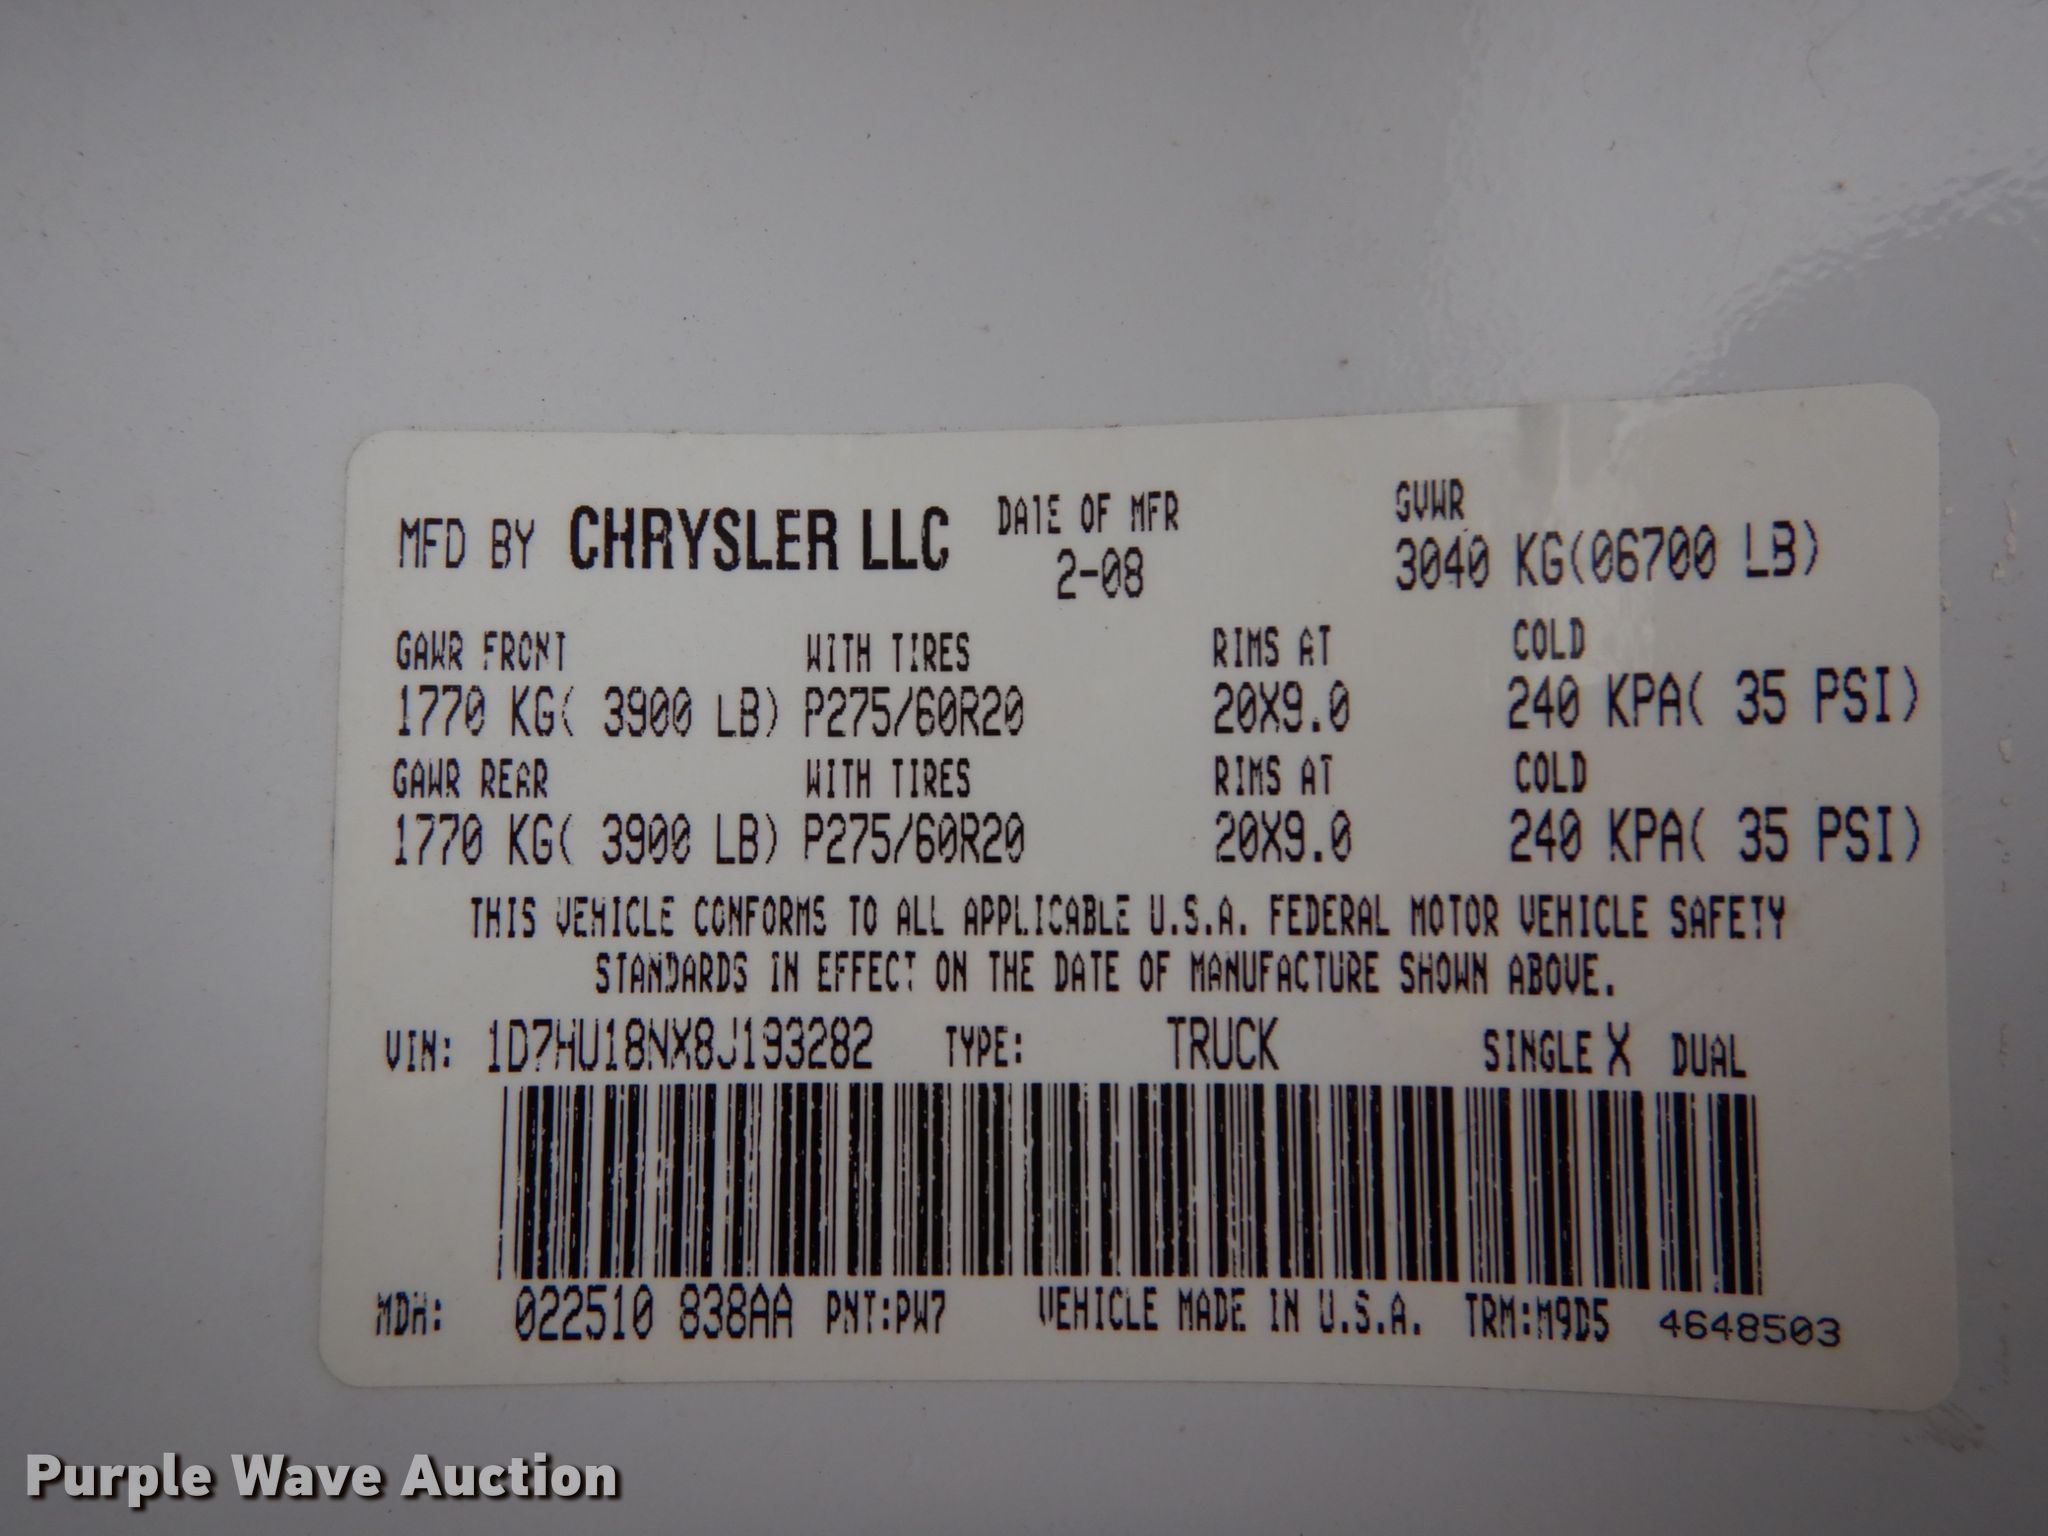 MFD BY CHRYSLER LLC DATE OF MFR GVWR
2-08 3040 KG(06700 LB)
GAWR FRONT WITH TIRES RIMS AT COLD
1770 KG( 3900 LB) P275/60R20 20X9.0 240 KPA( 35 PSI)
GAWR REAR WITH TIRES RIMS AT COLD
1770 KG( 3900 LB) P275/60R20 20X9.0 240 KPA( 35 PSI)
THIS VEHICLE CONFORMS TO ALL APPLICABLE U.S.A. FEDERAL MOTOR VEHICLE SAFETY
STANDARDS IN EFFECT ON THE DATE OF MANUFACTURE SHOWN ABOVE.
VIN: 1D7HU18NX8J193282 TYPE: TRUCK SINGLE X DUAL
MDH: 022510 838AA PNT:PW7 VEHICLE MADE IN U.S.A. TRM:M9D5 4648503
Purple Wave Auction